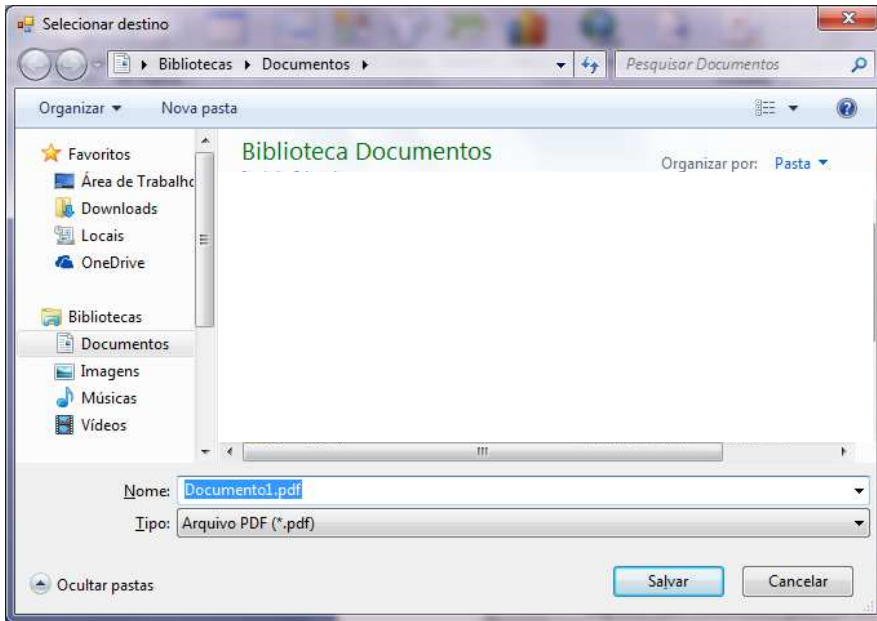 Selecionar destino
Bibliotecas Documentos
Pesquisar Documentos
Organizar Nova pasta
Favoritos
Área de Trabalho
Downloads
Locais
OneDrive
Bibliotecas
Documentos
Imagens
Músicas
Vídeos
Biblioteca Documentos
Organizar por: Pasta
Nome: Documento1.pdf
Tipo: Arquivo PDF (*.pdf)
Ocultar pastas
Salvar Cancelar